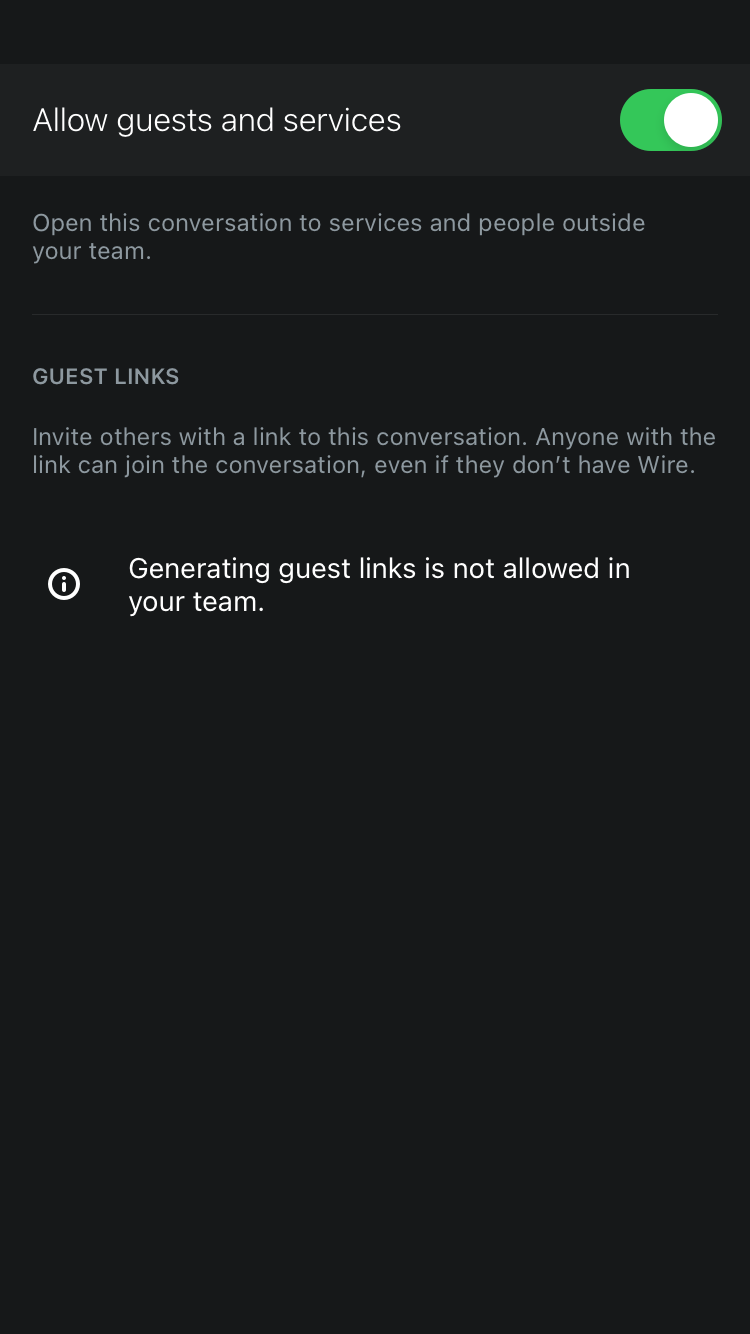 Allow guests and services
Open this conversation to services and people outside
your team.
GUEST LINKS
Invite others with a link to this conversation. Anyone with the
link can join the conversation, even if they don’t have Wire.
Generating guest links is not allowed in
your team.